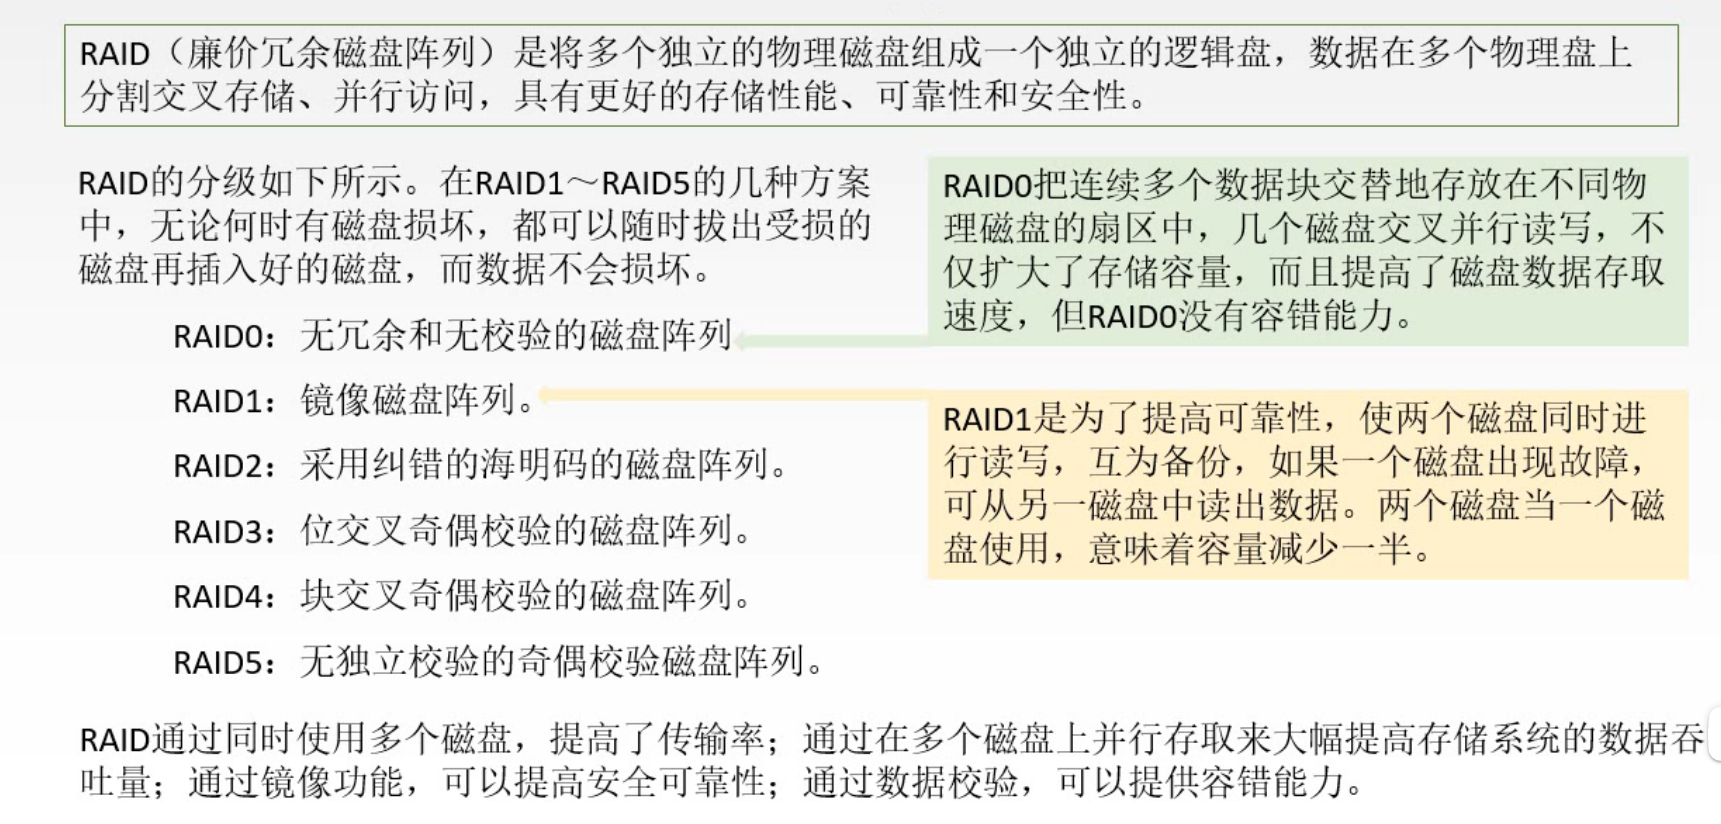 RAID（廉价冗余磁盘阵列）是将多个独立的物理磁盘组成一个独立的逻辑盘，数据在多个物理盘上
分割交叉存储、并行访问，具有更好的存储性能、可靠性和安全性。
RAID的分级如下所示。在RAID1～RAID5的几种方案
中，无论何时有磁盘损坏，都可以随时拔出受损的
磁盘再插入好的磁盘，而数据不会损坏。
RAID0：无冗余和无校验的磁盘阵列
RAID1：镜像磁盘阵列。
RAID2：采用纠错的海明码的磁盘阵列。
RAID3：位交叉奇偶校验的磁盘阵列。
RAID4：块交叉奇偶校验的磁盘阵列。
RAID5：无独立校验的奇偶校验磁盘阵列。
RAID0把连续多个数据块交替地存放在不同物
理磁盘的扇区中，几个磁盘交叉并行读写，不
仅扩大了存储容量，而且提高了磁盘数据存取
速度，但RAID0没有容错能力。
RAID1是为了提高可靠性，使两个磁盘同时进
行读写，互为备份，如果一个磁盘出现故障，
可从另一磁盘中读出数据。两个磁盘当一个磁
盘使用，意味着容量减少一半。
RAID通过同时使用多个磁盘，提高了传输率；通过在多个磁盘上并行存取来大幅提高存储系统的数据吞
吐量；通过镜像功能，可以提高安全可靠性；通过数据校验，可以提供容错能力。